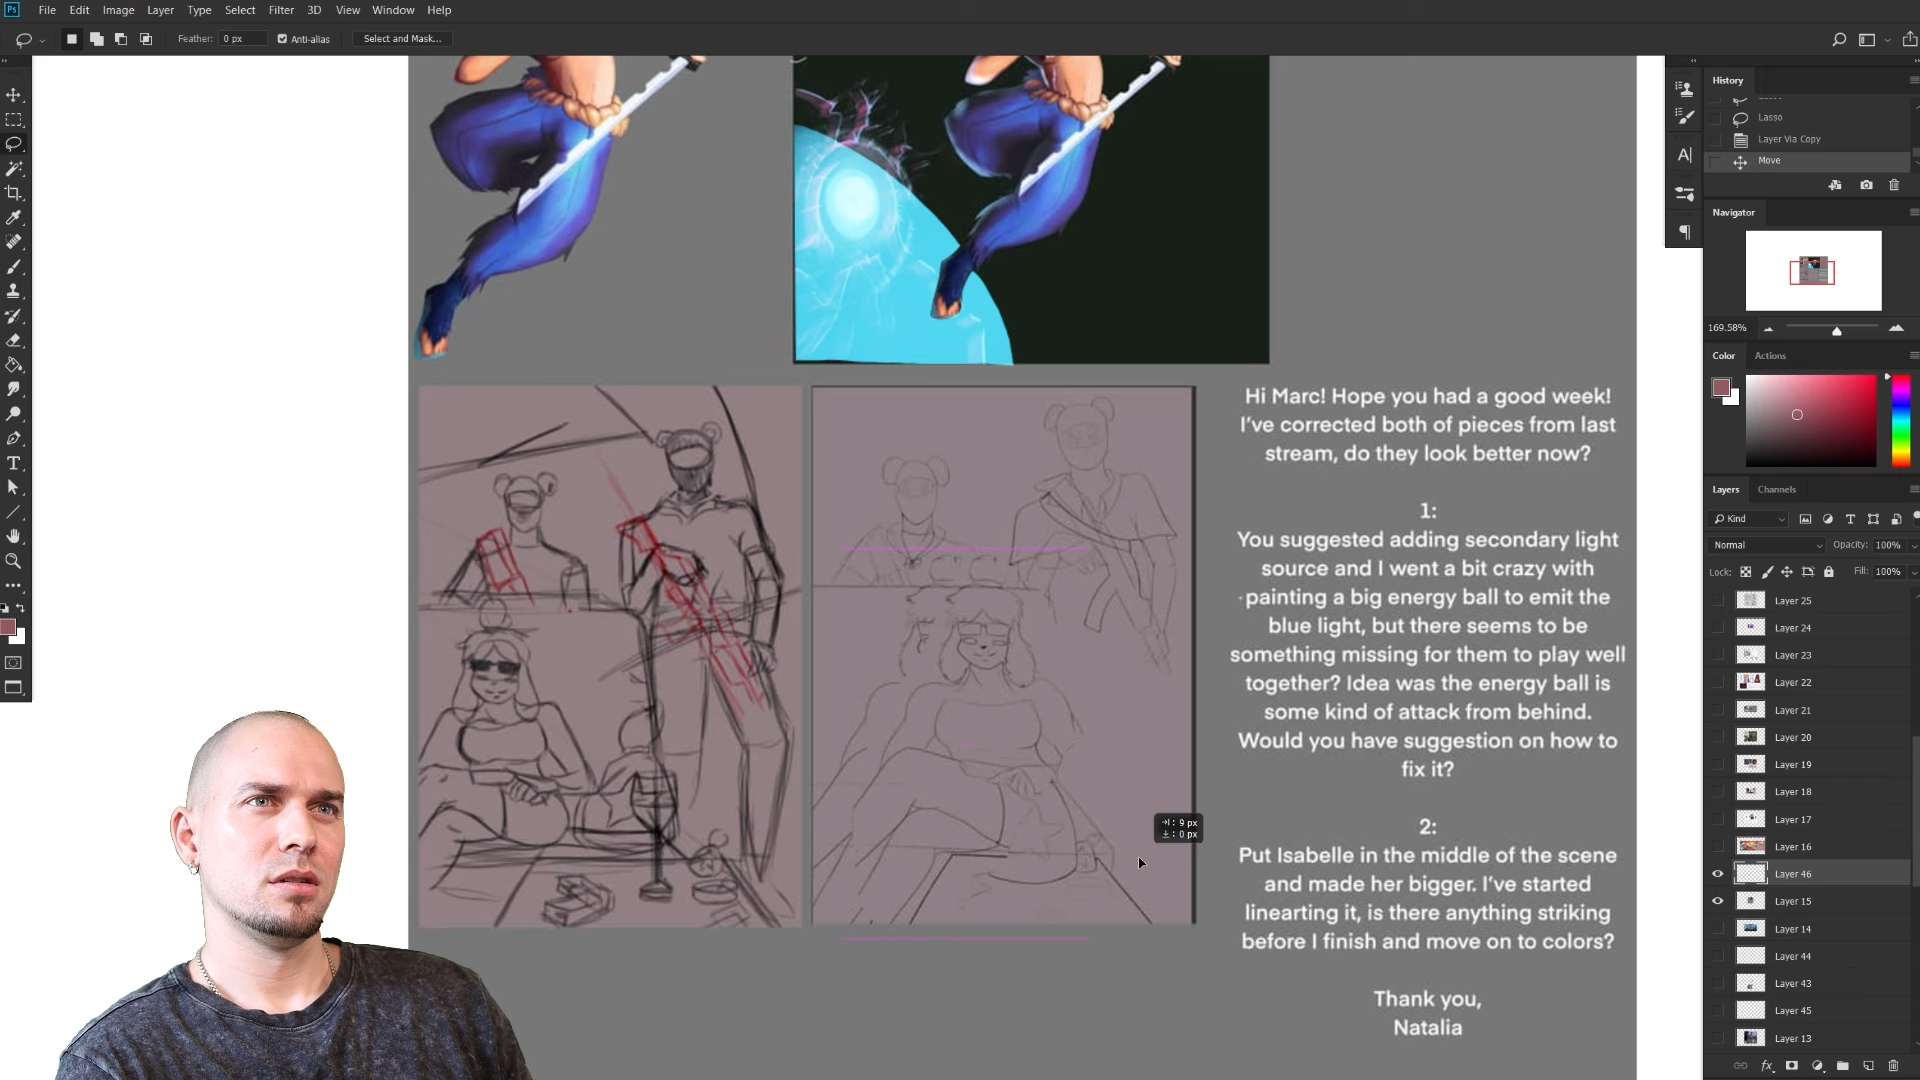 Ps File Edit Image Layer Type Select Filter 3D View Window Help
Feather: 0 px Anti-alias Select and Mask...
History
Lasso
Layer Via Copy
Move
Navigator
169.58%
Color Actions
Layers Channels
Kind
Normal Opacity: 100%
Lock: Fill: 100%
Layer 25
Layer 24
Layer 23
Layer 22
Layer 21
Layer 20
Layer 19
Layer 18
Layer 17
Layer 16
Layer 46
Layer 15
Layer 14
Layer 44
Layer 43
Layer 45
Layer 13
fx
Hi Marc! Hope you had a good week!
I've corrected both of pieces from last
stream, do they look better now?
1:
You suggested adding secondary light
source and I went a bit crazy with
painting a big energy ball to emit the
blue light, but there seems to be
something missing for them to play well
together? Idea was the energy ball is
some kind of attack from behind.
Would you have suggestion on how to
fix it?
2:
Put Isabelle in the middle of the scene
and made her bigger. I've started
linearting it, is there anything striking
before I finish and move on to colors?
Thank you,
Natalia
: 9 px
: 0 px